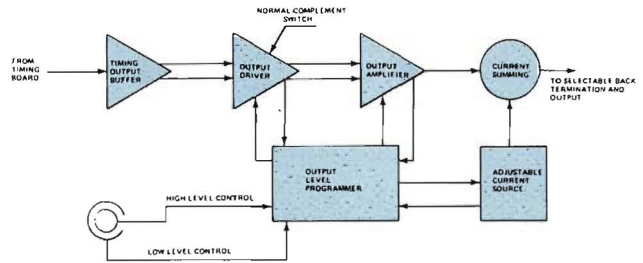 NORMAL COMPLEMENT
SWITCH
FROM
TIMING
BOARD
TIMING
OUTPUT
BUFFER
OUTPUT
DRIVER
OUTPUT
AMPLIFIER
CURRENT
SUMMING
TO SELECTABLE BACK
TERMINATION AND
OUTPUT
OUTPUT
LEVEL
PROGRAMMER
ADJUSTABLE
CURRENT
SOURCE
HIGH LEVEL CONTROL
LOW LEVEL CONTROL